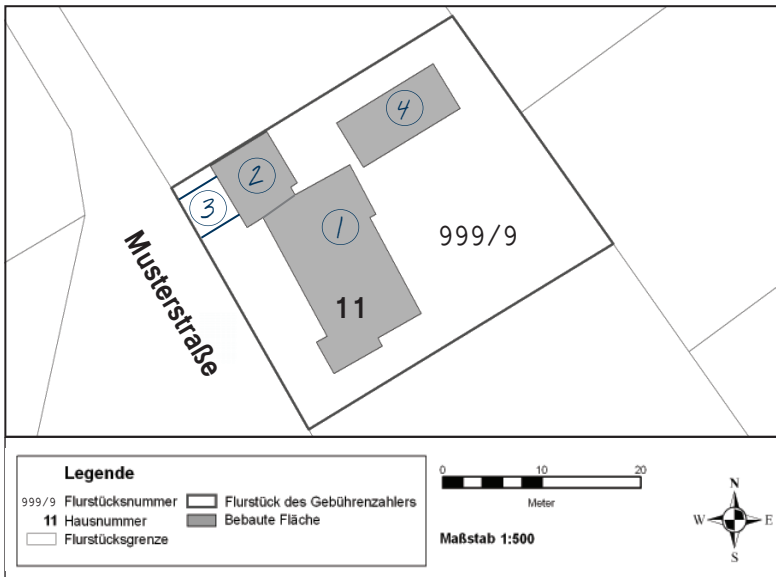 4
2
3
1
999/9
Musterstraße
11
Legende
999/9 Flurstücksnummer
11 Hausnummer
Flurstücksgrenze
Flurstück des Gebührenzahlers
Bebaute Fläche
0 10 20
Meter
Maßstab 1:500
N
W E
S